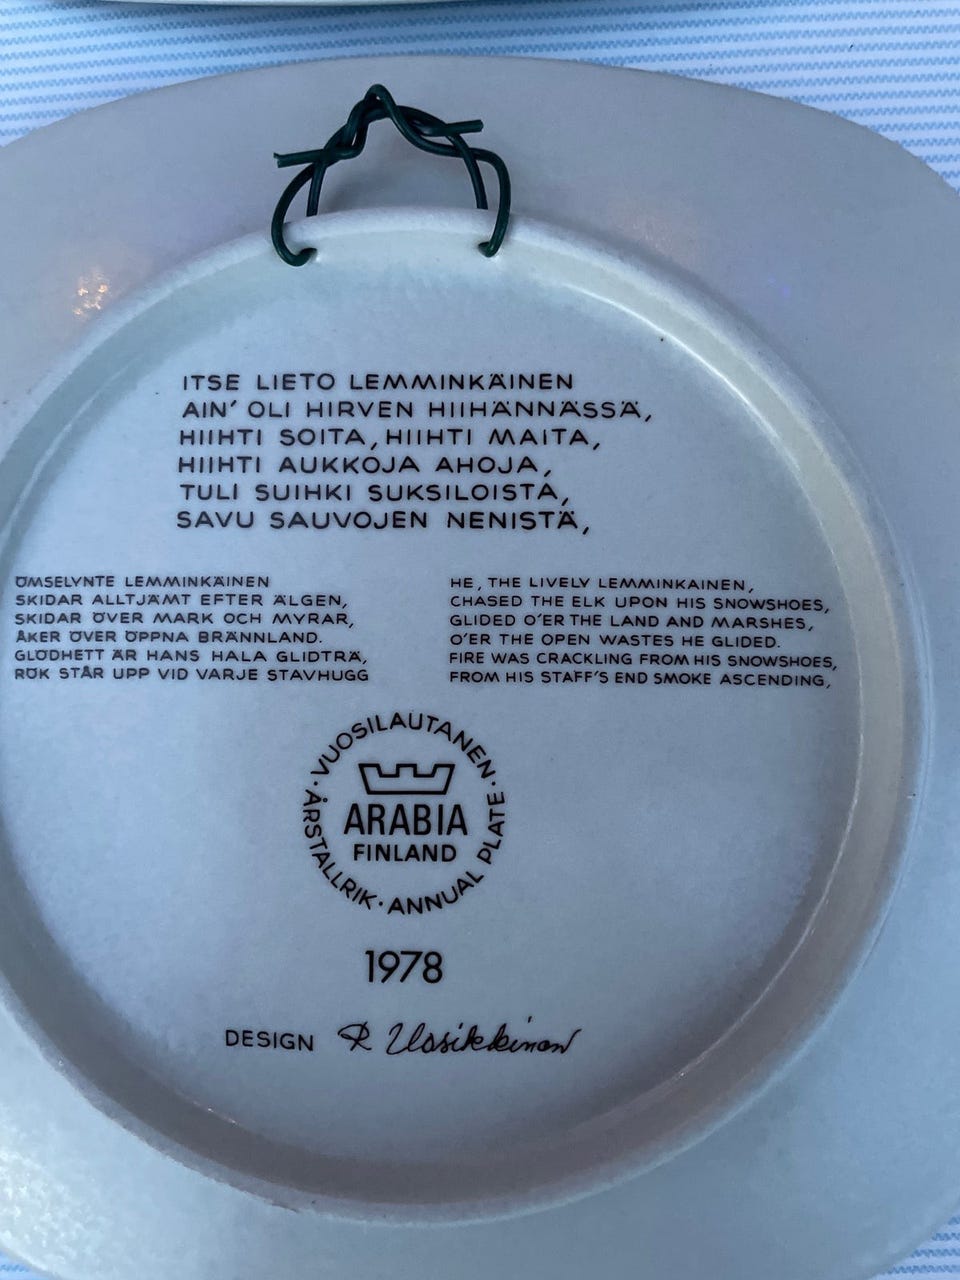 ITSE LIETO LEMMINKÄINEN
AIN' OLI HIRVEN HIIHÄNNÄSSÄ,
HIIHTI SOITA, HIIHTI MAITA,
HIIHTI AUKKOJA AHOJA,
TULI SUIHKI SUKSILOISTA,
SAVU SAUVOJEN NENISTÄ,
ÖMSELYNTE LEMMINKÄINEN
SKIDAR ALLTJÄMT EFTER ÄLGEN,
SKIDAR ÖVER MARK OCH MYRAR,
ÅKER ÖVER ÖPPNA BRÄNNLAND.
GLÖDHETT ÄR HANS HALA GLIDTRÄ,
RÖK STÅR UPP VID VARJE STAVHUGG
HE, THE LIVELY LEMMINKAINEN,
CHASED THE ELK UPON HIS SNOWSHOES,
GLIDED O'ER THE LAND AND MARSHES,
O'ER THE OPEN WASTES HE GLIDED.
FIRE WAS CRACKLING FROM HIS SNOWSHOES,
FROM HIS STAFF'S END SMOKE ASCENDING,
VUOSILAUTANEN · ANNUAL PLATE · ÅRSTALLRIK ·
ARABIA
FINLAND
1978
DESIGN R Uosikkinen